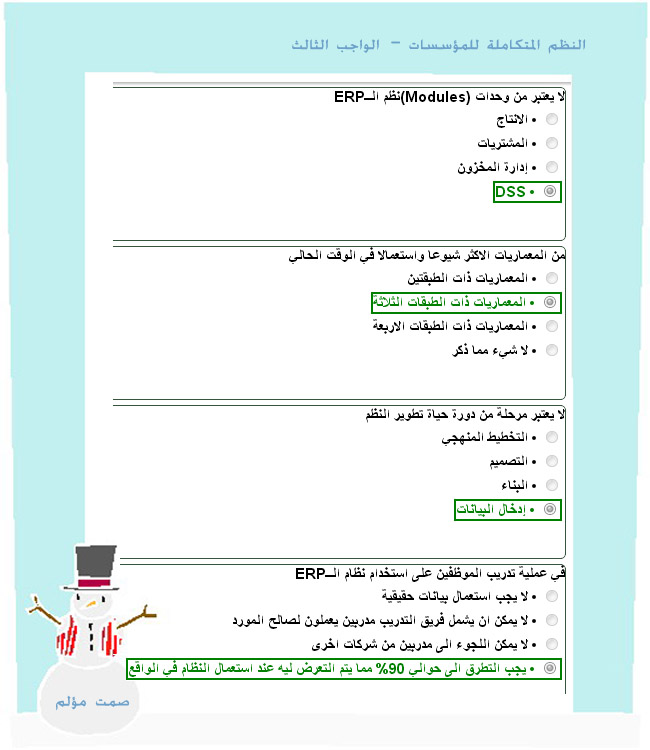 النظم المتكاملة للمؤسسات - الواجب الثالث
لا يعتبر من وحدات (Modules)نظم الــERP
• الانتاج
• المشتريات
• إدارة المخزون
• DSS
من المعماريات الاكثر شيوعا واستعمالا في الوقت الحالي
• المعماريات ذات الطبقتين
• المعماريات ذات الطبقات الثلاثة
• المعماريات ذات الطبقات الاربعة
• لا شيء مما ذكر
لا يعتبر مرحلة من دورة حياة تطوير النظم
• التخطيط المنهجي
• التصميم
• البناء
• إدخال البيانات
في عملية تدريب الموظفين على استخدام نظام الــERP
• لا يجب استعمال بيانات حقيقية
• لا يمكن ان يشمل فريق التدريب مدربين يعملون لصالح المورد
• لا يمكن اللجوء الى مدربين من شركات اخرى
• يجب التطرق الى حوالي 90% مما يتم التعرض ليه عند استعمال النظام في الواقع
صمت مؤلم